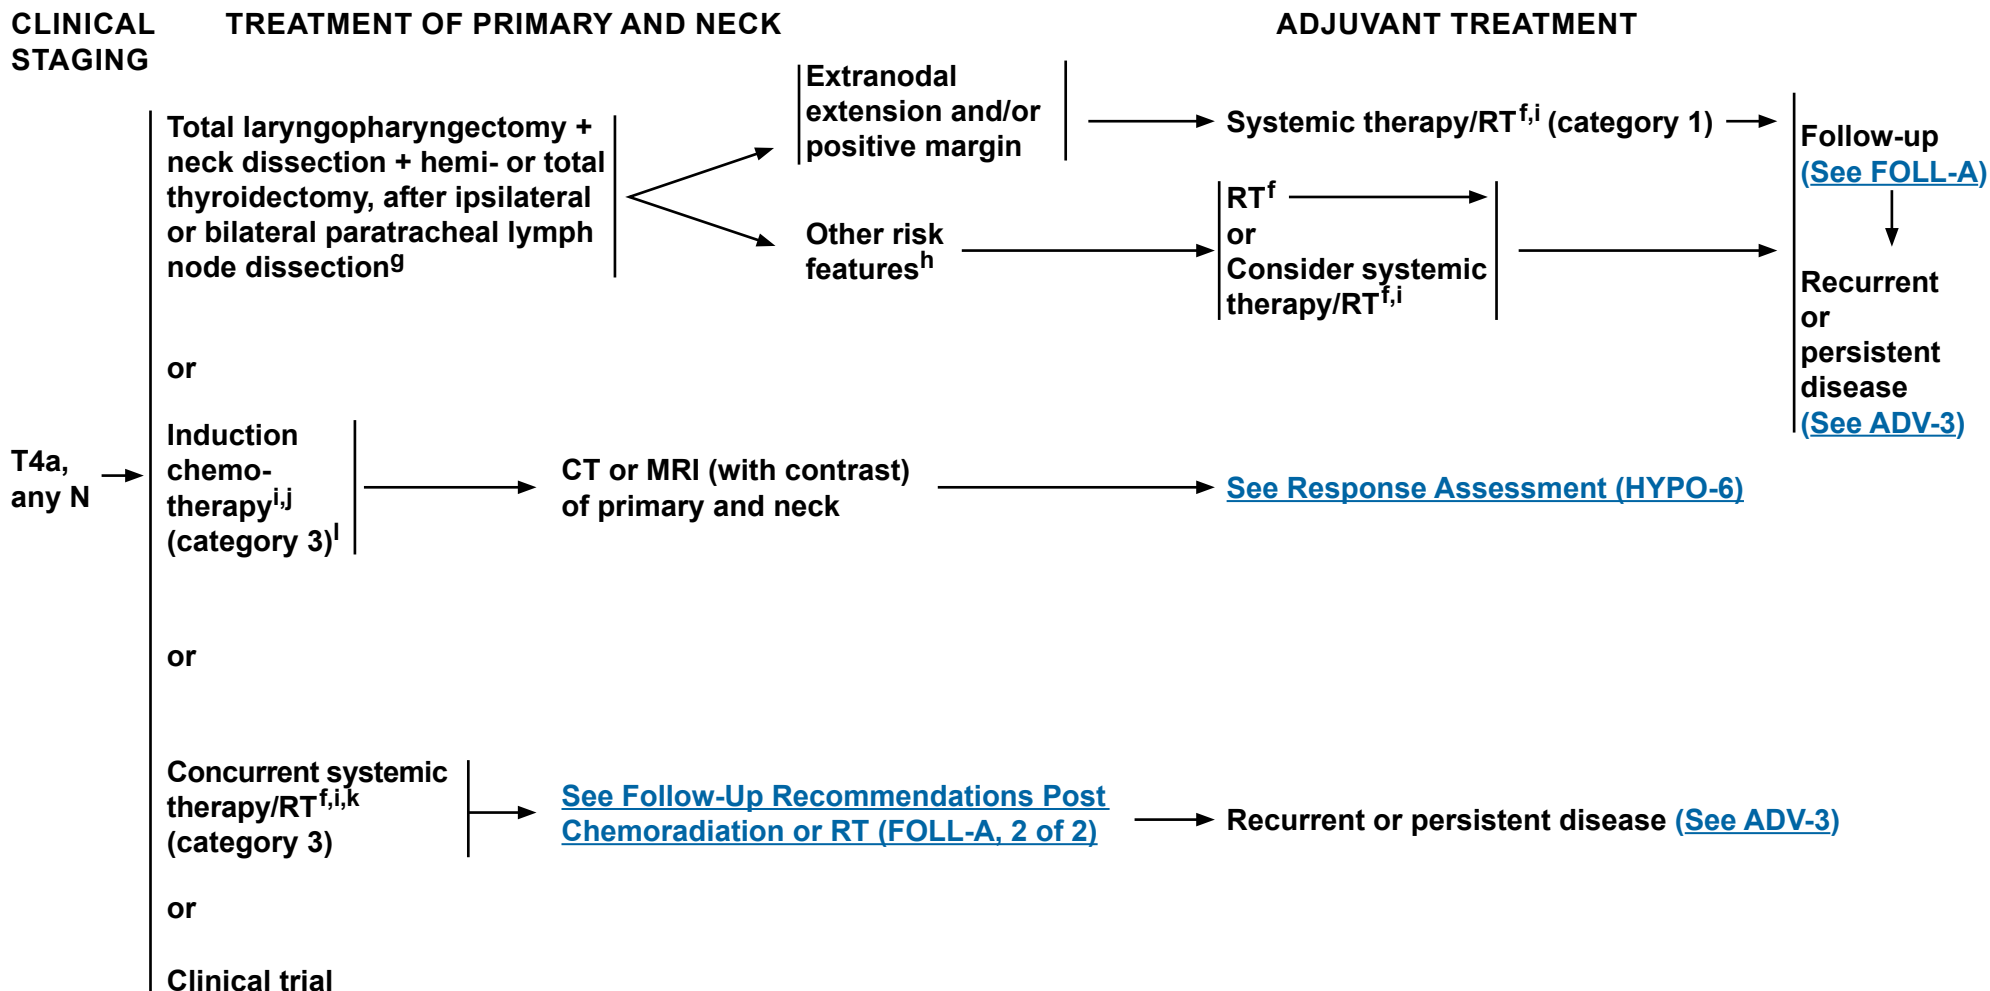 CLINICAL
STAGING
TREATMENT OF PRIMARY AND NECK
ADJUVANT TREATMENT
T4a,
any N
Total laryngopharyngectomy +
neck dissection + hemi- or total
thyroidectomy, after ipsilateral
or bilateral paratracheal lymph
node dissectiong
Extranodal
extension and/or
positive margin
Systemic therapy/RTf,i (category 1)
Other risk
featuresh
RTf
or
Consider systemic
therapy/RTf,i
Follow-up
(See FOLL-A)
Recurrent
or
persistent
disease
(See ADV-3)
or
Induction
chemo-
therapyi,j
(category 3)l
CT or MRI (with contrast)
of primary and neck
See Response Assessment (HYPO-6)
or
Concurrent systemic
therapy/RTf,i,k
(category 3)
See Follow-Up Recommendations Post
Chemoradiation or RT (FOLL-A, 2 of 2)
Recurrent or persistent disease (See ADV-3)
or
Clinical trial